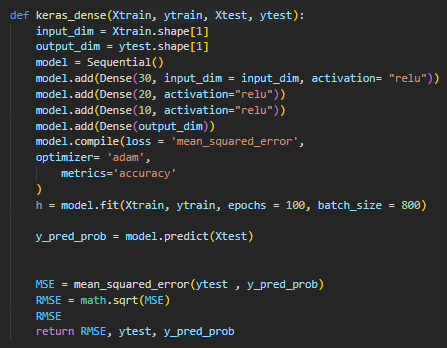 def keras_dense(Xtrain, ytrain, Xtest, ytest):
    input_dim = Xtrain.shape[1]
    output_dim = ytest.shape[1]
    model = Sequential()
    model.add(Dense(30, input_dim = input_dim, activation= "relu"))
    model.add(Dense(20, activation="relu"))
    model.add(Dense(10, activation="relu"))
    model.add(Dense(output_dim))
    model.compile(loss = 'mean_squared_error',
    optimizer= 'adam',
        metrics='accuracy'
    )
    h = model.fit(Xtrain, ytrain, epochs = 100, batch_size = 800)
    y_pred_prob = model.predict(Xtest)
    MSE = mean_squared_error(ytest , y_pred_prob)
    RMSE = math.sqrt(MSE)
    RMSE
    return RMSE, ytest, y_pred_prob